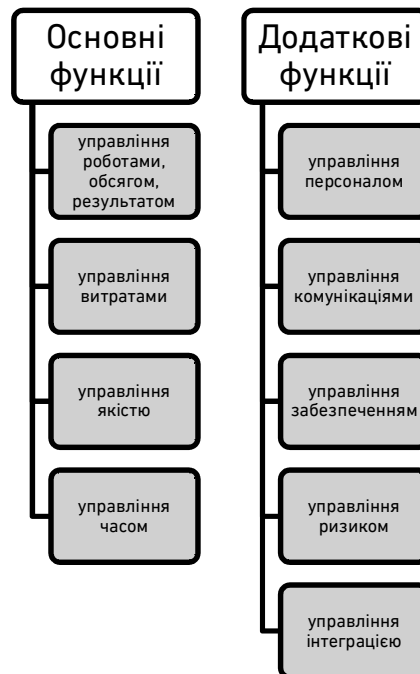 Основні
функції
управління
роботами,
обсягом,
результатом
управління
витратами
управління
якістю
управління
часом
Додаткові
функції
управління
персоналом
управління
комунікаціями
управління
забезпеченням
управління
ризиком
управління
інтеграцією